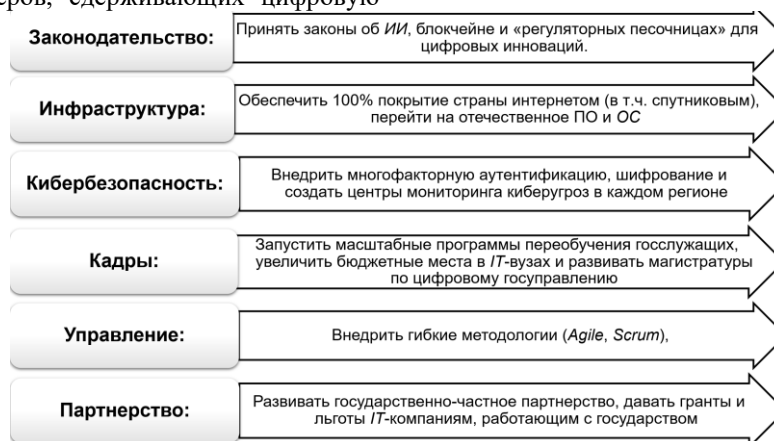 сдерживающих цифровую
Законодательство:
Принять законы об ИИ, блокчейне и «регуляторных песочницах» для
цифровых инноваций.
Инфраструктура:
Обеспечить 100% покрытие страны интернетом (в т.ч. спутниковым),
перейти на отечественное ПО и ОС
Кибербезопасность:
Внедрить многофакторную аутентификацию, шифрование и
создать центры мониторинга киберугроз в каждом регионе
Кадры:
Запустить масштабные программы переобучения госслужащих,
увеличить бюджетные места в IT-вузах и развивать магистратуры
по цифровому госуправлению
Управление:
Внедрить гибкие методологии (Agile, Scrum),
Партнерство:
Развивать государственно-частное партнерство, давать гранты и
льготы IT-компаниям, работающим с государством